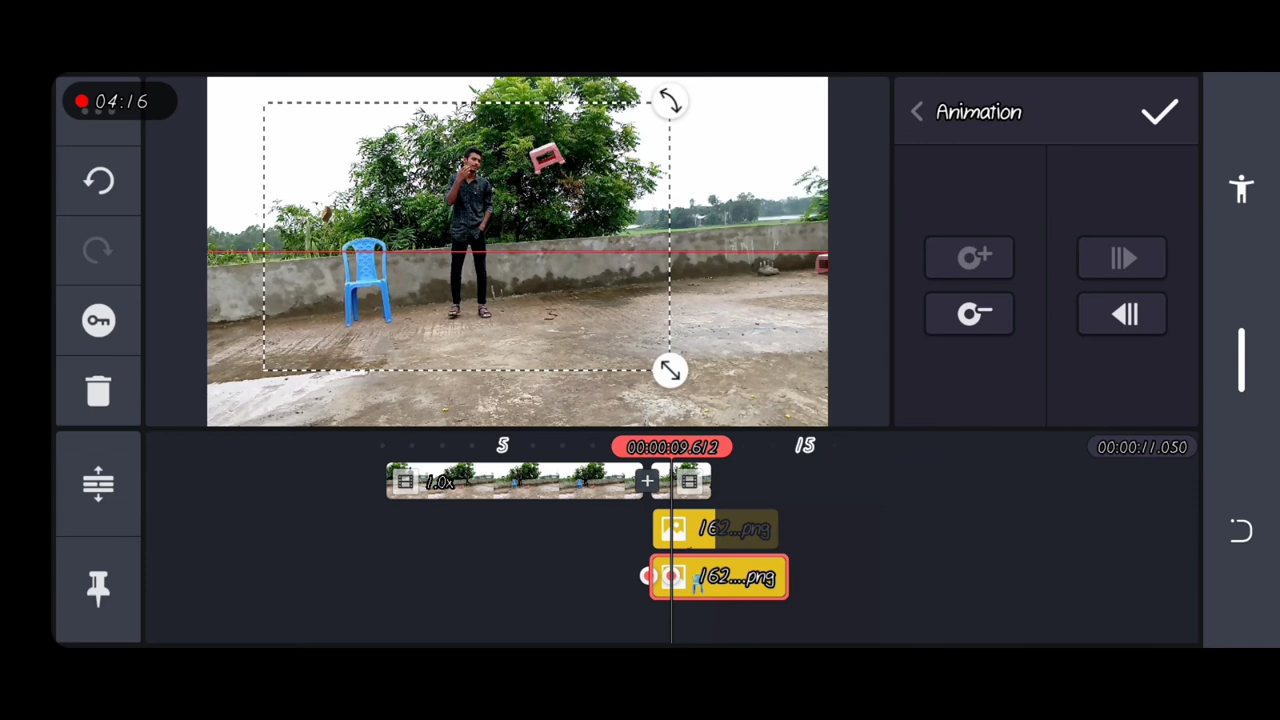 04:16
Animation
5
00:00:09.612
15
00:00:11.050
1.0x
162...png
162....png